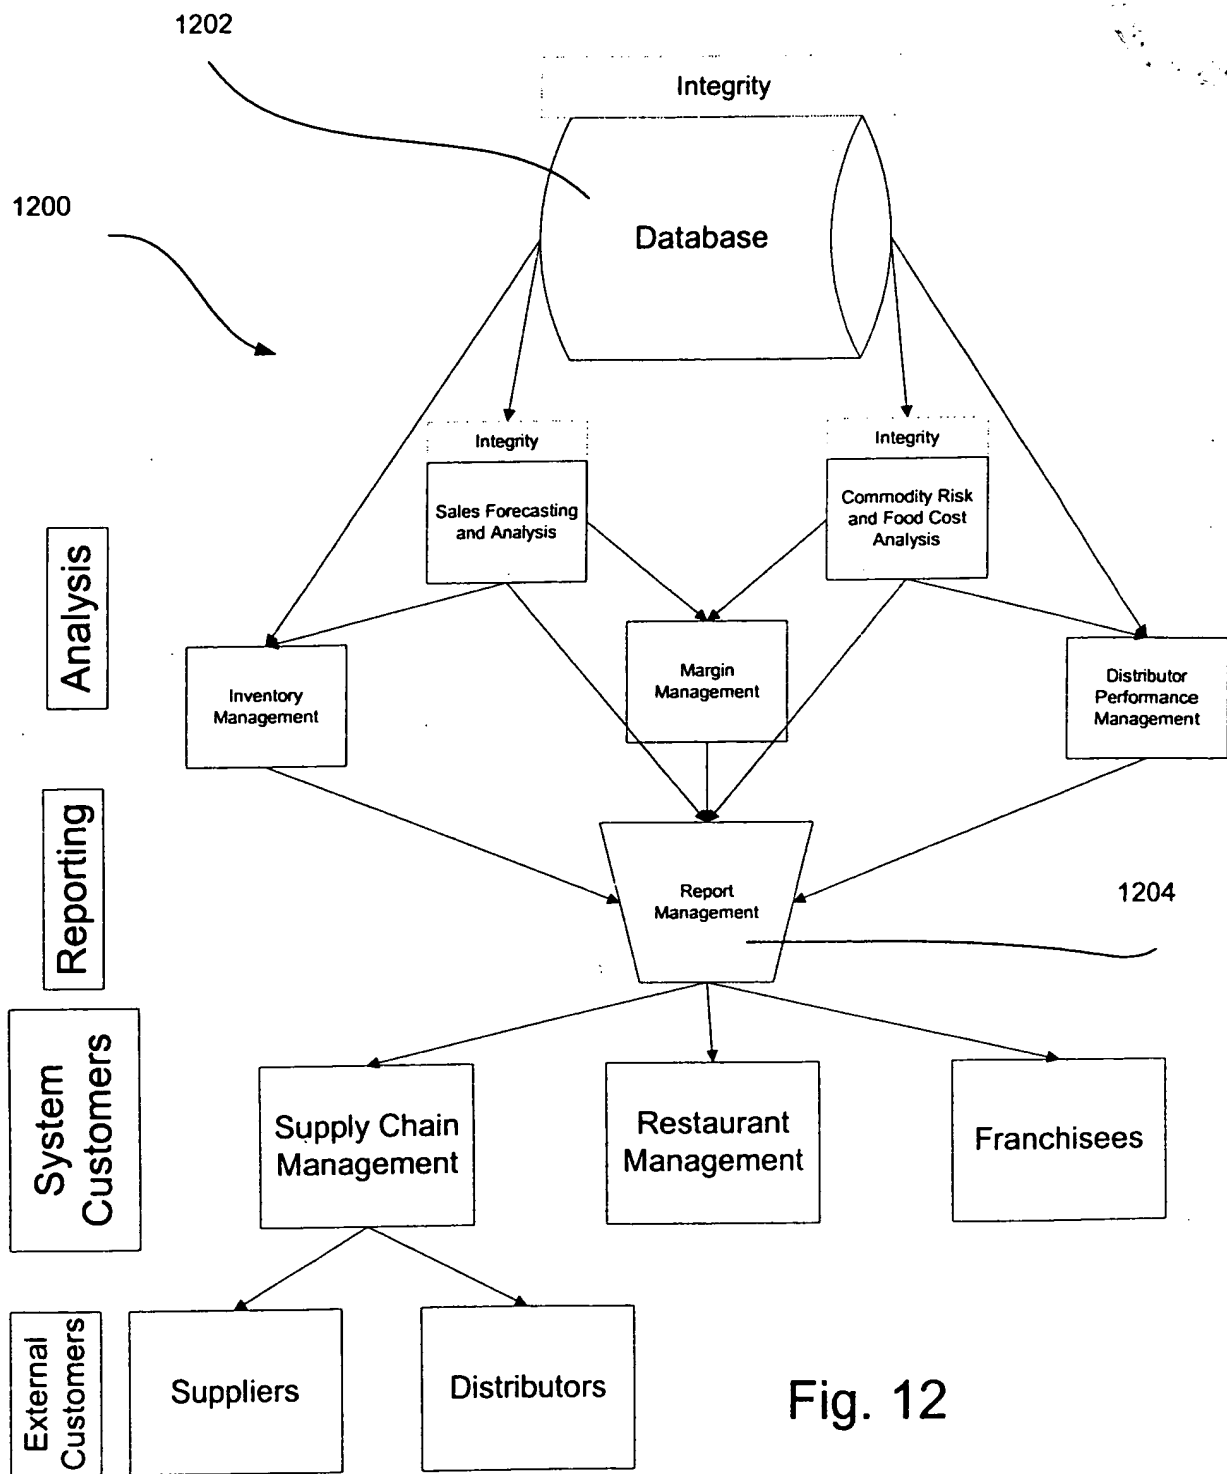 1202
Integrity
1200
Database
Integrity
Integrity
Sales Forecasting
and Analysis
Commodity Risk
and Food Cost
Analysis
Analysis
Inventory
Management
Margin
Management
Distributor
Performance
Management
Reporting
Report
Management
1204
System
Customers
Supply Chain
Management
Restaurant
Management
Franchisees
External
Customers
Suppliers
Distributors
Fig. 12